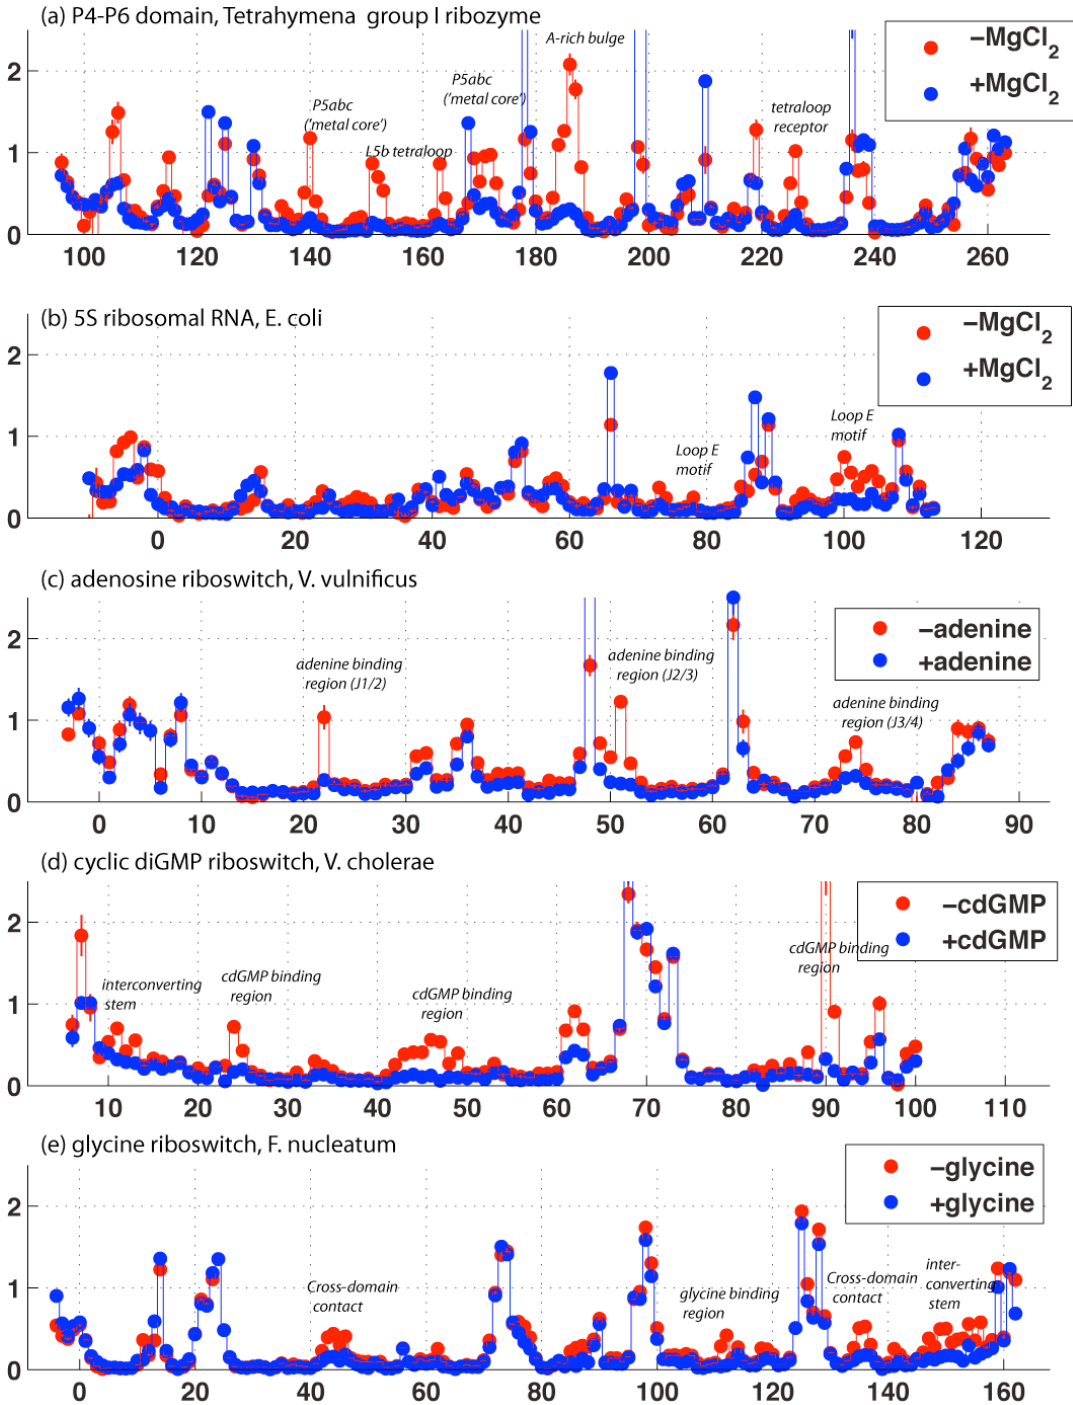 (a) P4-P6 domain, Tetrahymena group I ribozyme
−MgCl2
+MgCl2
A-rich bulge
P5abc
('metal core')
P5abc
('metal core')
L5b tetraloop
tetraloop
receptor
2
1
0
100 120 140 160 180 200 220 240 260
(b) 5S ribosomal RNA, E. coli
−MgCl2
+MgCl2
Loop E
motif
Loop E
motif
2
1
0
0 20 40 60 80 100 120
(c) adenosine riboswitch, V. vulnificus
−adenine
+adenine
adenine binding
region (J1/2)
adenine binding
region (J2/3)
adenine binding
region (J3/4)
2
1
0
0 10 20 30 40 50 60 70 80 90
(d) cyclic diGMP riboswitch, V. cholerae
−cdGMP
+cdGMP
interconverting
stem
cdGMP binding
region
cdGMP binding
region
cdGMP binding
region
2
1
0
10 20 30 40 50 60 70 80 90 100 110
(e) glycine riboswitch, F. nucleatum
−glycine
+glycine
Cross-domain
contact
glycine binding
region
Cross-domain
contact
inter-
converting
stem
2
1
0
0 20 40 60 80 100 120 140 160